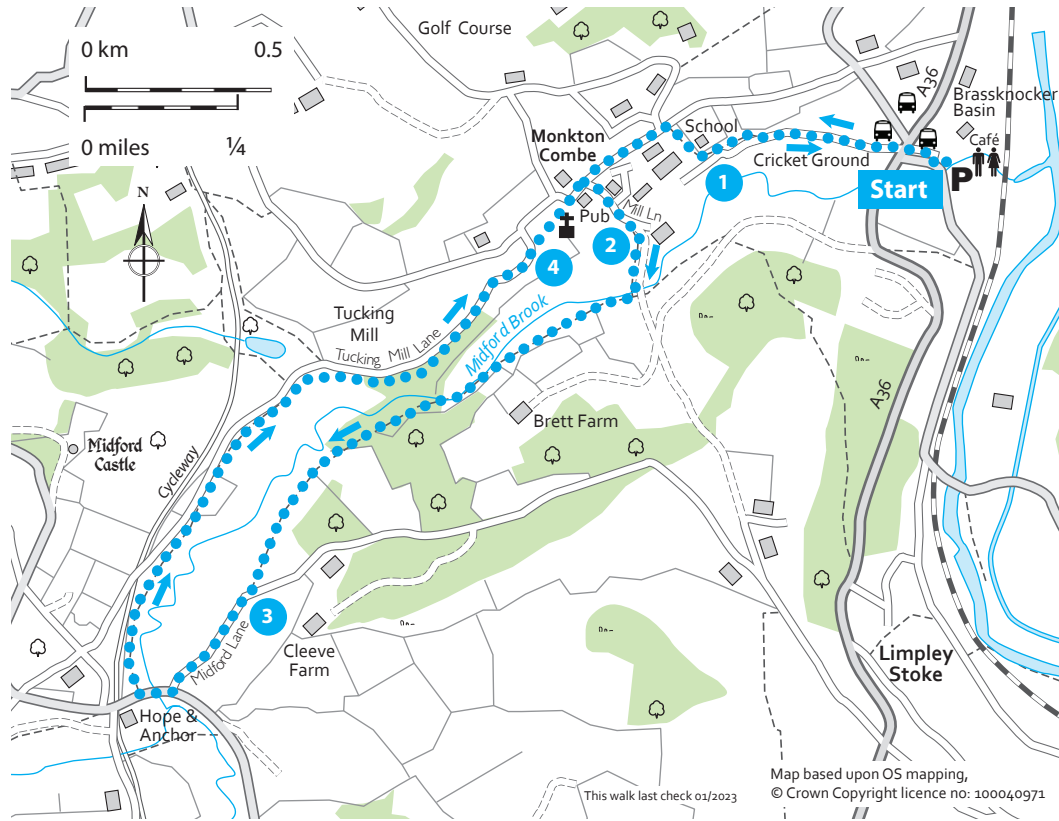 0 km 0.5
0 miles ¼
Golf Course
A36
Brassknocker
Basin
Café
School
Monkton
Combe
Cricket Ground
1
Start
P
N
Pub
Mill Ln
2
4
Tucking
Mill
Tucking Mill Lane
Midford Brook
A36
Brett Farm
Midford
Castle
Cycleway
3
Midford Lane
Cleeve
Farm
Limpley
Stoke
Hope &
Anchor
This walk last check 01/2023
Map based upon OS mapping,
© Crown Copyright licence no: 100040971